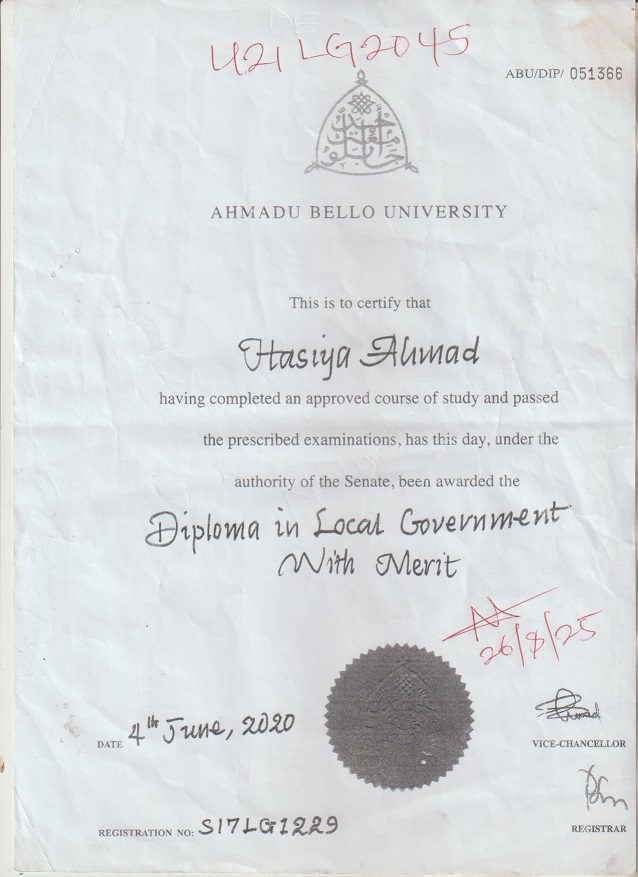 U21LG2045
ABU/DIP/ 051366
AHMADU BELLO UNIVERSITY
This is to certify that
Hasiya Ahmad
having completed an approved course of study and passed
the prescribed examinations, has this day, under the
authority of the Senate, been awarded the
Diploma in Local Government
With Merit
26/8/25
DATE 4th June, 2020
VICE-CHANCELLOR
REGISTRATION NO: S17LG1229
REGISTRAR